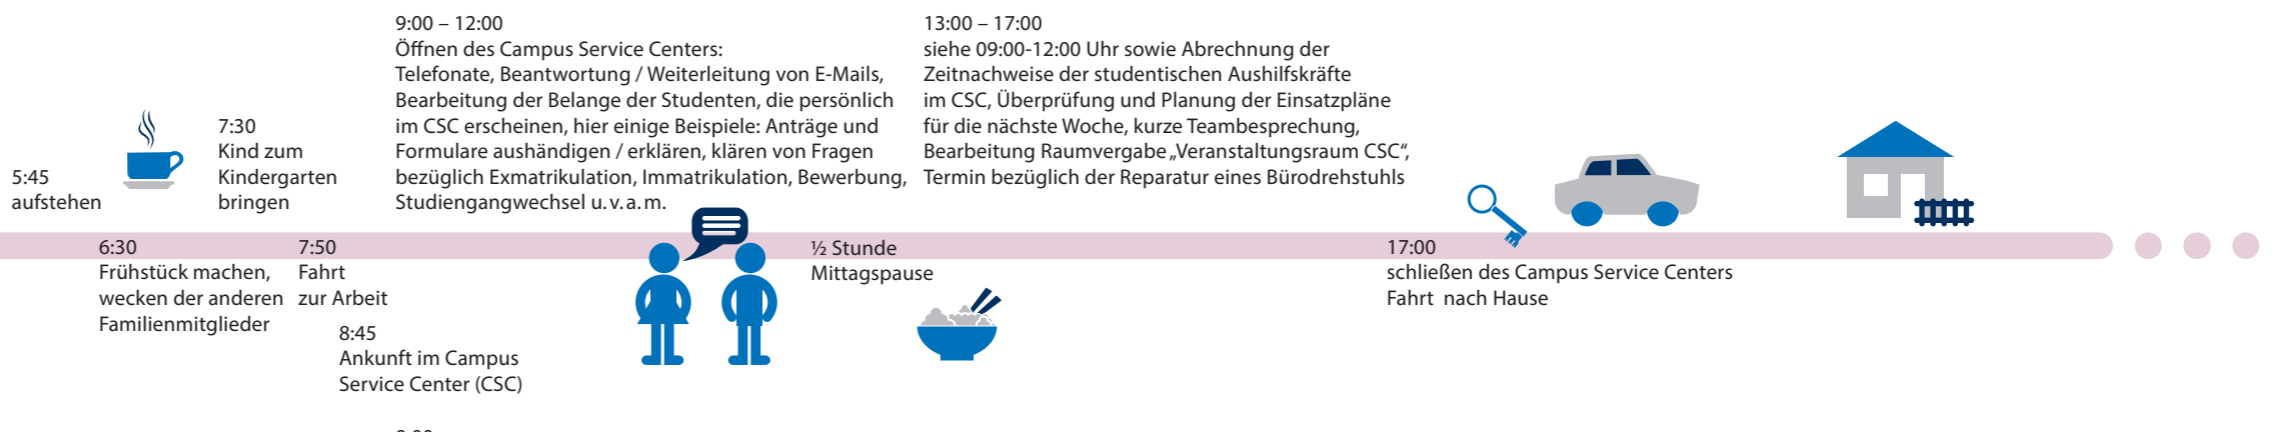 5:45
aufstehen
6:30
Frühstück machen,
wecken der anderen
Familienmitglieder
7:30
Kind zum
Kindergarten
bringen
7:50
Fahrt
zur Arbeit
8:45
Ankunft im Campus
Service Center (CSC)
9:00 – 12:00
Öffnen des Campus Service Centers:
Telefonate, Beantwortung / Weiterleitung von E-Mails,
Bearbeitung der Belange der Studenten, die persönlich
im CSC erscheinen, hier einige Beispiele: Anträge und
Formulare aushändigen / erklären, klären von Fragen
bezüglich Exmatrikulation, Immatrikulation, Bewerbung,
Studiengangwechsel u. v. a. m.
½ Stunde
Mittagspause
13:00 – 17:00
siehe 09:00-12:00 Uhr sowie Abrechnung der
Zeitnachweise der studentischen Aushilfskräfte
im CSC, Überprüfung und Planung der Einsatzpläne
für die nächste Woche, kurze Teambesprechung,
Bearbeitung Raumvergabe „Veranstaltungsraum CSC“,
Termin bezüglich der Reparatur eines Bürodrehstuhls
17:00
schließen des Campus Service Centers
Fahrt nach Hause